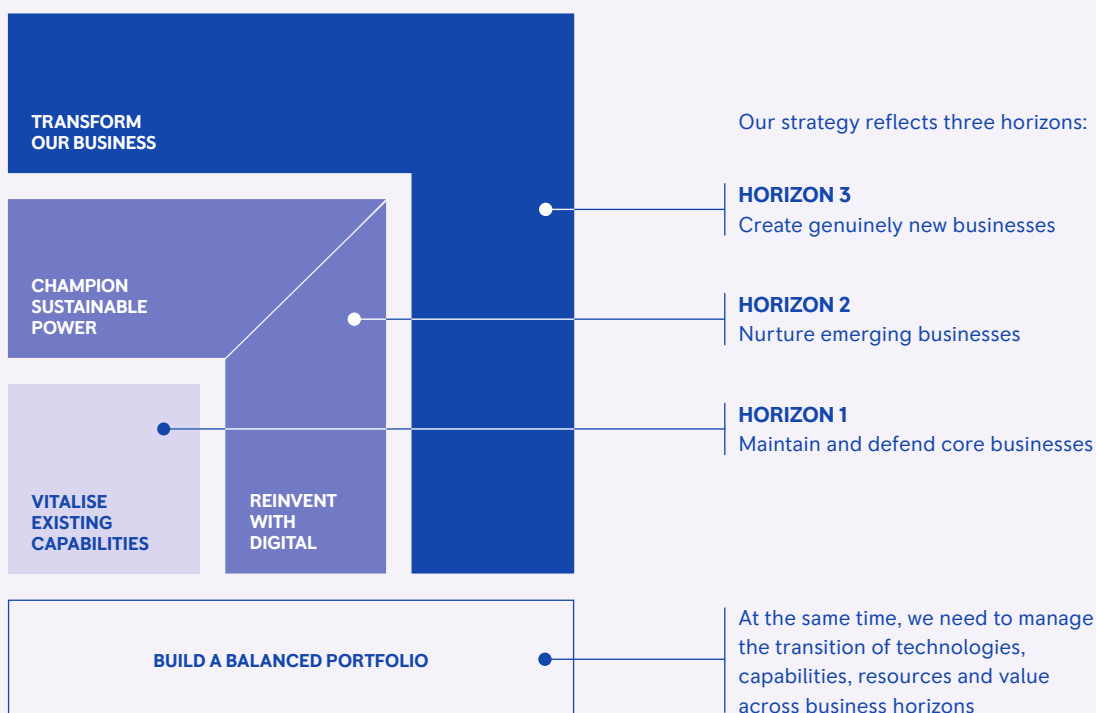 TRANSFORM
OUR BUSINESS
CHAMPION
SUSTAINABLE
POWER
VITALISE
EXISTING
CAPABILITIES
REINVENT
WITH
DIGITAL
BUILD A BALANCED PORTFOLIO
Our strategy reflects three horizons:
HORIZON 3
Create genuinely new businesses
HORIZON 2
Nurture emerging businesses
HORIZON 1
Maintain and defend core businesses
At the same time, we need to manage
the transition of technologies,
capabilities, resources and value
across business horizons